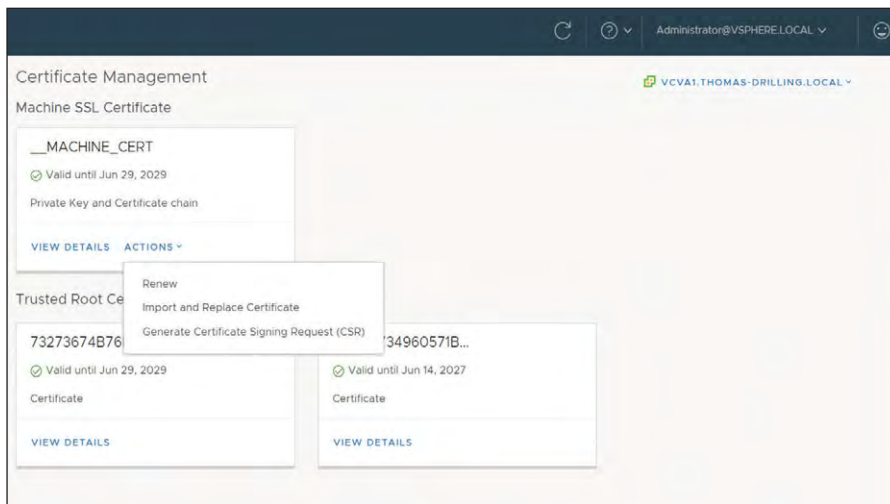 Administrator@VSPHERE.LOCAL
Certificate Management
VCVA1.THOMAS-DRILLING.LOCAL
Machine SSL Certificate
__MACHINE_CERT
Valid until Jun 29, 2029
Private Key and Certificate chain
VIEW DETAILS ACTIONS
Renew
Import and Replace Certificate
Generate Certificate Signing Request (CSR)
Trusted Root Ce
73273674B76 34960571B...
Valid until Jun 29, 2029 Valid until Jun 14, 2027
Certificate Certificate
VIEW DETAILS VIEW DETAILS